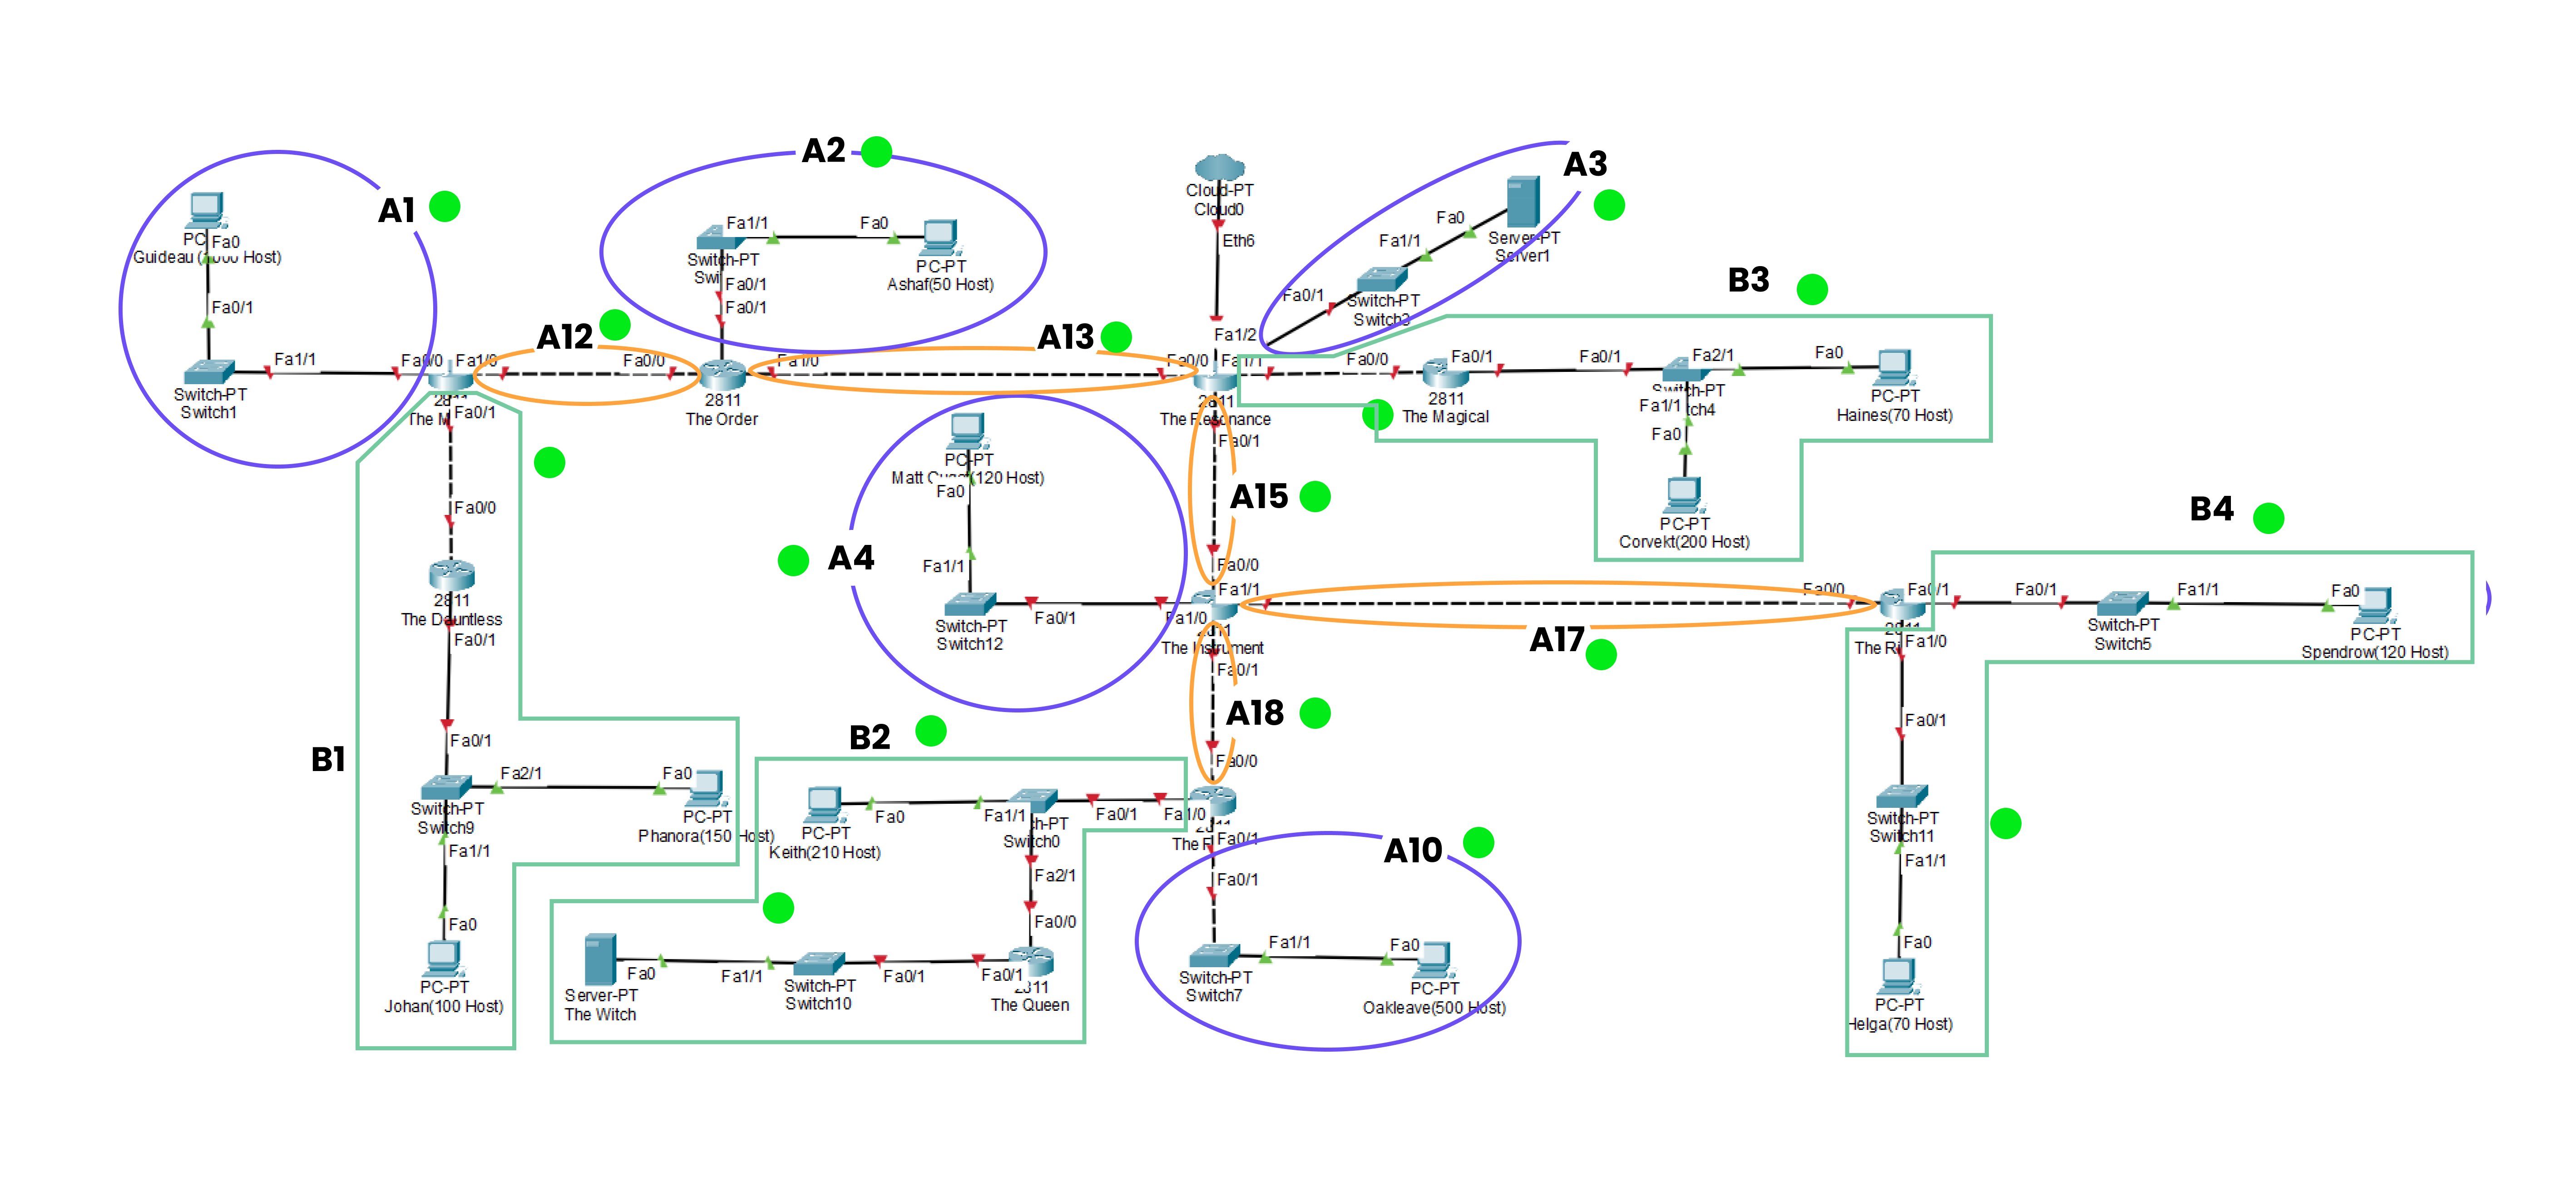 A1
PC
Fa0
Guideau (1000 Host)
Fa0/1
Fa1/1
Switch-PT
Switch1
Fa0/0
Fa1/0
2811
The M
Fa0/1
A12
Fa0/0
A2
Fa1/1
Fa0
Switch-PT
Swi
Fa0/1
Fa0/1
PC-PT
Ashaf(50 Host)
2811
The Order
Fa1/0
A13
Fa0/0
Fa1/1
Cloud-PT
Cloud0
Eth6
Fa1/2
2811
The Resonance
Fa0/1
A3
Fa0
Fa1/1
Server-PT
Server1
Fa0/1
Switch-PT
Switch3
B3
Fa0/0
Fa0/1
2811
The Magical
Fa0/1
Fa2/1
Fa0
Switch-PT
tch4
Fa1/1
Fa0
PC-PT
Haines(70 Host)
PC-PT
Corvekt(200 Host)
A4
PC-PT
Matt (120 Host)
Fa0
Fa1/1
Switch-PT
Switch12
Fa0/1
Fa1/0
A15
Fa0/0
Fa1/1
2811
The Instrument
Fa0/1
A17
Fa0/0
Fa0/1
2811
The Ri
Fa1/0
B4
Fa0/1
Fa1/1
Fa0
Switch-PT
Switch5
PC-PT
Spendrow(120 Host)
Fa0/1
Switch-PT
Switch11
Fa1/1
Fa0
PC-PT
Helga(70 Host)
Fa0/0
2811
The Dauntless
Fa0/1
B1
Fa0/1
Fa2/1
Fa0
Switch-PT
Switch9
PC-PT
Phanora(150 Host)
Fa1/1
Fa0
PC-PT
Johan(100 Host)
B2
A18
Fa0/0
PC-PT
Keith(210 Host)
Fa0
Fa1/1
ch-PT
Switch0
Fa0/1
Fa1/0
2811
The F
Fa0/1
Fa2/1
Fa0/0
Server-PT
The Witch
Fa0
Fa1/1
Switch-PT
Switch10
Fa0/1
Fa0/1
2811
The Queen
A10
Fa0/1
Switch-PT
Switch7
Fa1/1
Fa0
PC-PT
Oakleave(500 Host)